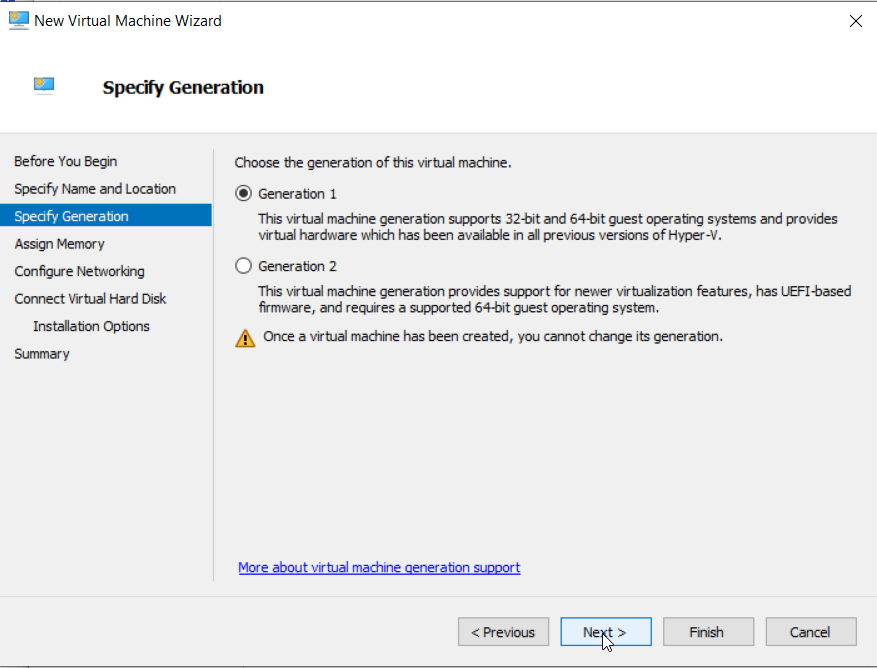 New Virtual Machine Wizard
Specify Generation
Before You Begin
Specify Name and Location
Specify Generation
Assign Memory
Configure Networking
Connect Virtual Hard Disk
Installation Options
Summary
Choose the generation of this virtual machine.
Generation 1
This virtual machine generation supports 32-bit and 64-bit guest operating systems and provides
virtual hardware which has been available in all previous versions of Hyper-V.
Generation 2
This virtual machine generation provides support for newer virtualization features, has UEFI-based
firmware, and requires a supported 64-bit guest operating system.
Once a virtual machine has been created, you cannot change its generation.
More about virtual machine generation support
< Previous
Next >
Finish
Cancel